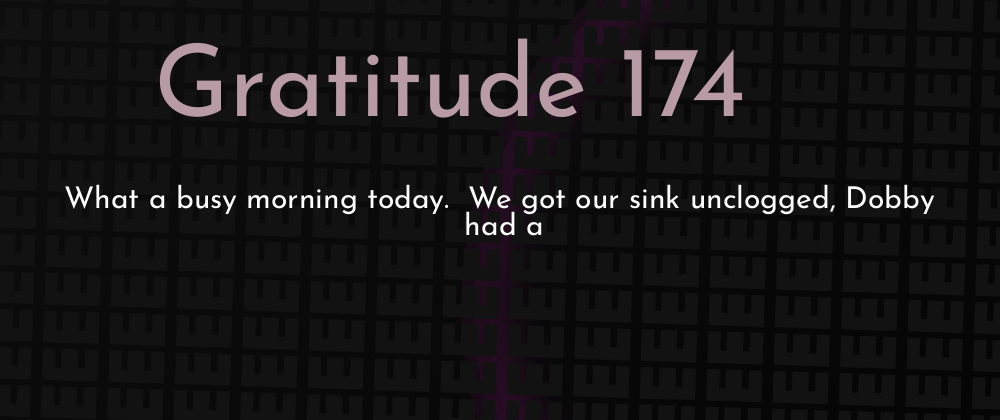 Gratitude 174
What a busy morning today.  We got our sink unclogged, Dobby
had a